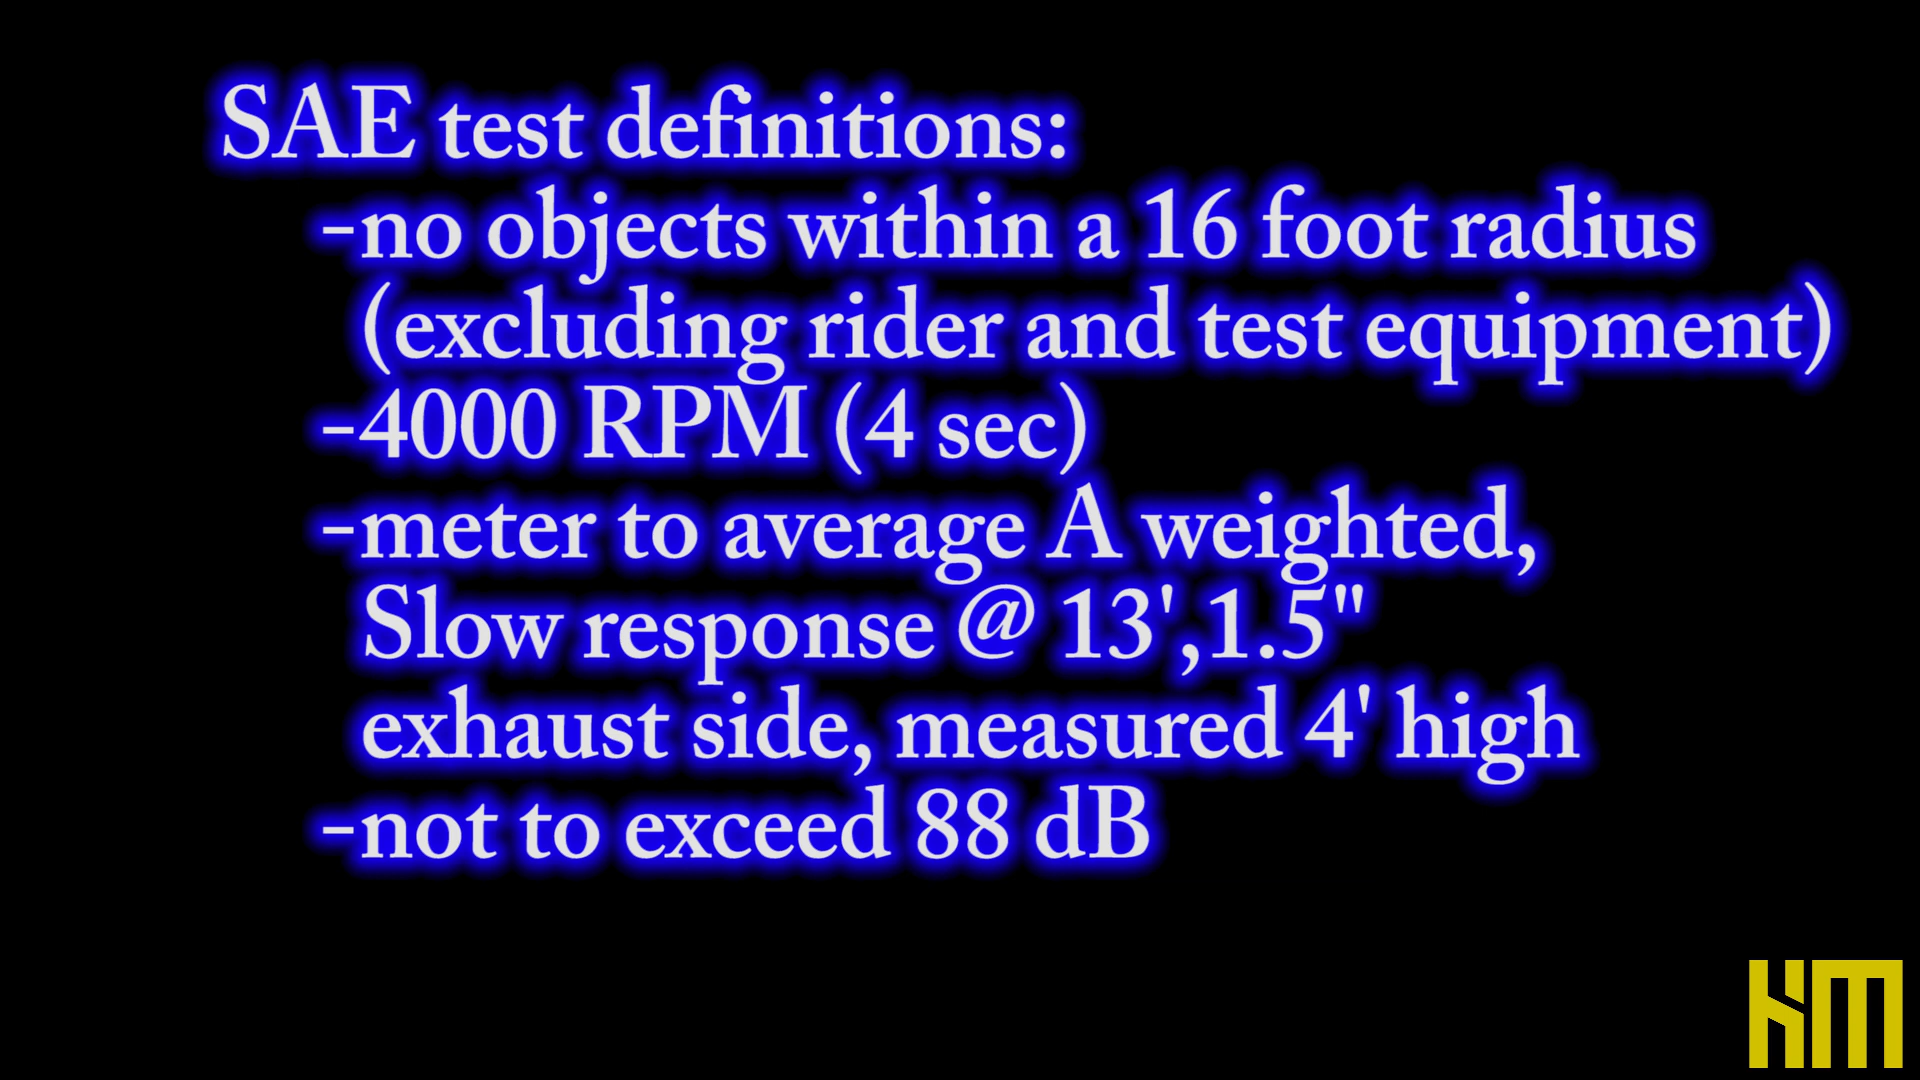 SAE test definitions:
-no objects within a 16 foot radius
(excluding rider and test equipment)
-4000 RPM (4 sec)
-meter to average A weighted,
Slow response @ 13',1.5"
exhaust side, measured 4' high
-not to exceed 88 dB
KM